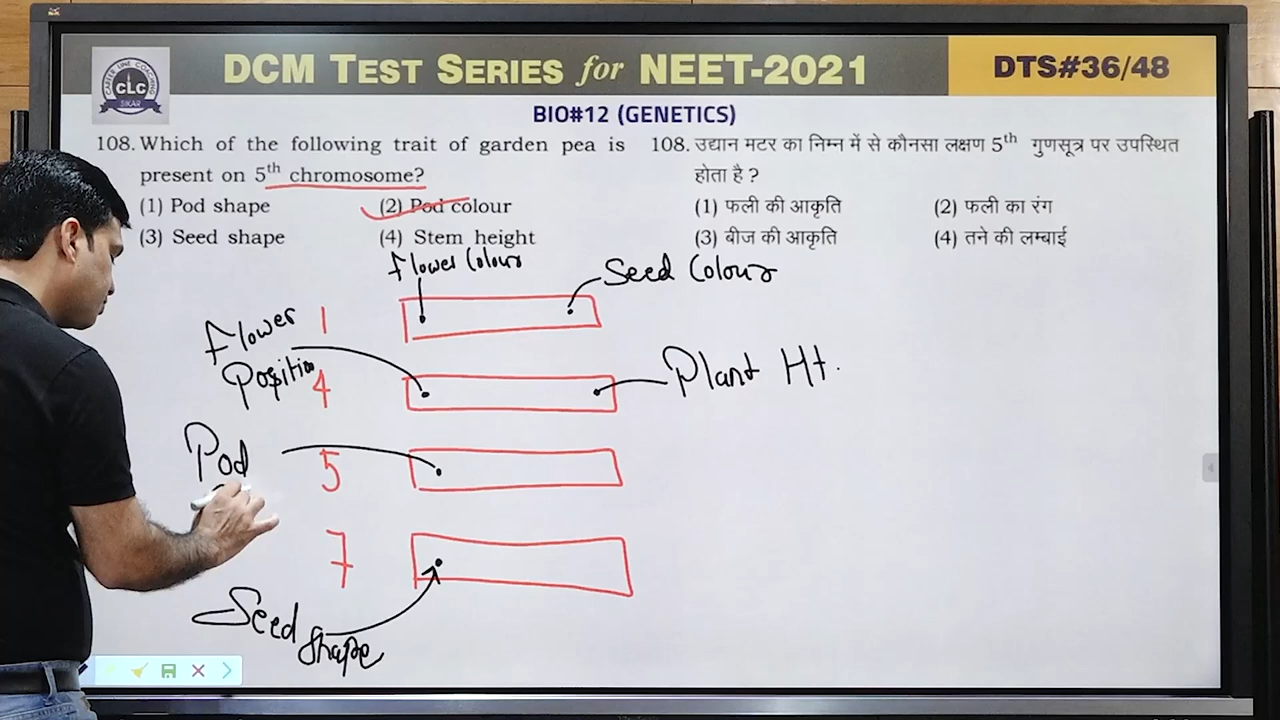 DCM TEST SERIES for NEET-2021
DTS#36/48
CAREER LINE COACHING
CLC
SIKAR
BIO#12 (GENETICS)
108. Which of the following trait of garden pea is
present on 5th chromosome?
(1) Pod shape (2) Pod colour
(3) Seed shape (4) Stem height
108. उद्यान मटर का निम्न में से कौनसा लक्षण 5th गुणसूत्र पर उपस्थित
होता है ?
(1) फली की आकृति (2) फली का रंग
(3) बीज की आकृति (4) तने की लम्बाई
Flower Colour
Seed Colour
1
Flower
Position
4
Plant Ht.
Pod
5
7
Seed
Shape